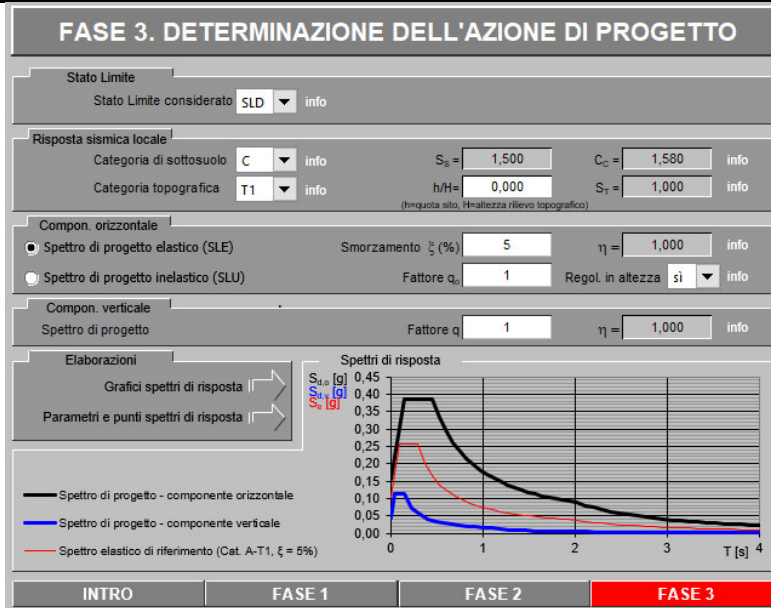 FASE 3. DETERMINAZIONE DELL'AZIONE DI PROGETTO
Stato Limite
Stato Limite considerato SLD info
Risposta sismica locale
Categoria di sottosuolo C info S_S = 1,500 C_C = 1,580 info
Categoria topografica T1 info h/H= 0,000 S_T = 1,000 info
(h=quota sito, H=altezza rilievo topografico)
Compon. orizzontale
Spettro di progetto elastico (SLE) Smorzamento ξ (%) 5 η = 1,000 info
Spettro di progetto inelastico (SLU) Fattore q_o 1 Regol. in altezza sì info
Compon. verticale
Spettro di progetto Fattore q 1 η = 1,000 info
Elaborazioni
Grafici spettri di risposta
Parametri e punti spettri di risposta
Spettri di risposta
S_d,o [g]
S_d,v [g]
S_e [g]
0,45
0,40
0,35
0,30
0,25
0,20
0,15
0,10
0,05
0,00
0 1 2 3 T [s] 4
Spettro di progetto - componente orizzontale
Spettro di progetto - componente verticale
Spettro elastico di riferimento (Cat. A-T1, ξ = 5%)
INTRO FASE 1 FASE 2 FASE 3